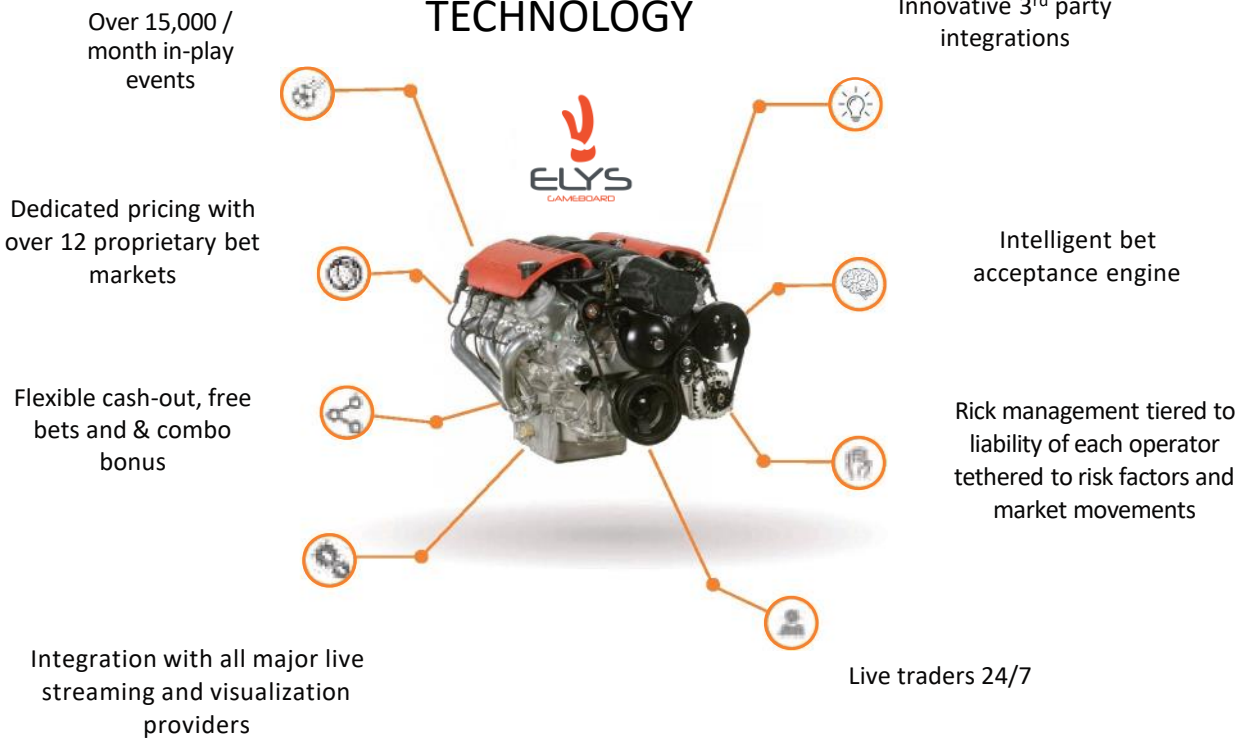 TECHNOLOGY
Over 15,000 /
month in-play
events
Innovative 3rd party
integrations
ELYS
GAMEBOARD
Dedicated pricing with
over 12 proprietary bet
markets
Intelligent bet
acceptance engine
Flexible cash-out, free
bets and & combo
bonus
Rick management tiered to
liability of each operator
tethered to risk factors and
market movements
Integration with all major live
streaming and visualization
providers
Live traders 24/7